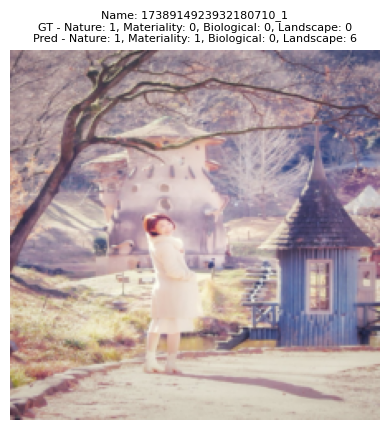 Name: 1738914923932180710_1
GT - Nature: 1, Materiality: 0, Biological: 0, Landscape: 0
Pred - Nature: 1, Materiality: 1, Biological: 0, Landscape: 6